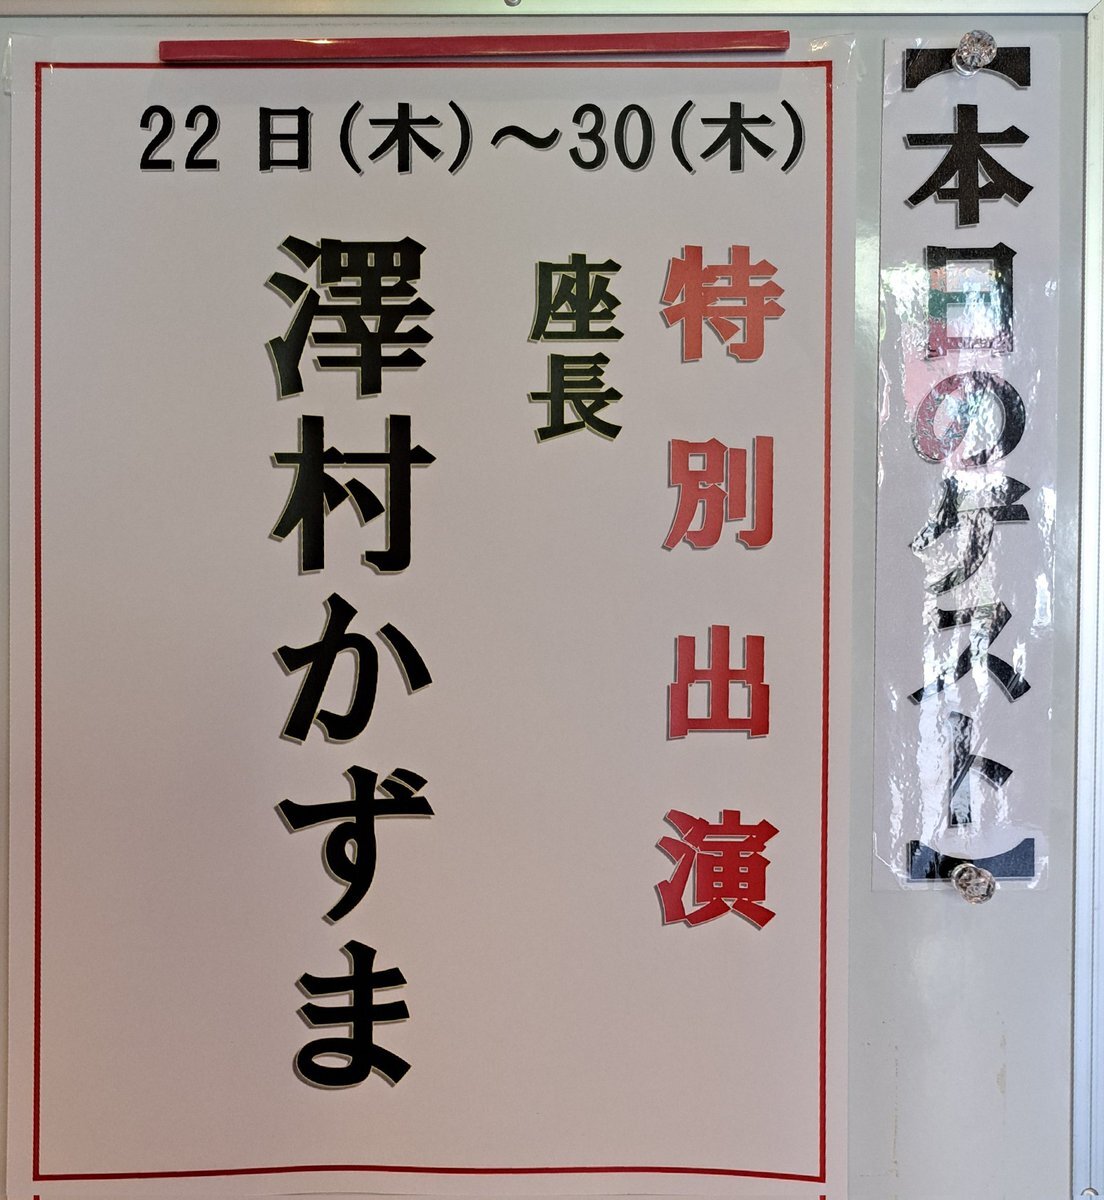 【本日のゲスト】
22日(木)～30(木)
特別出演
座長
澤村かずま